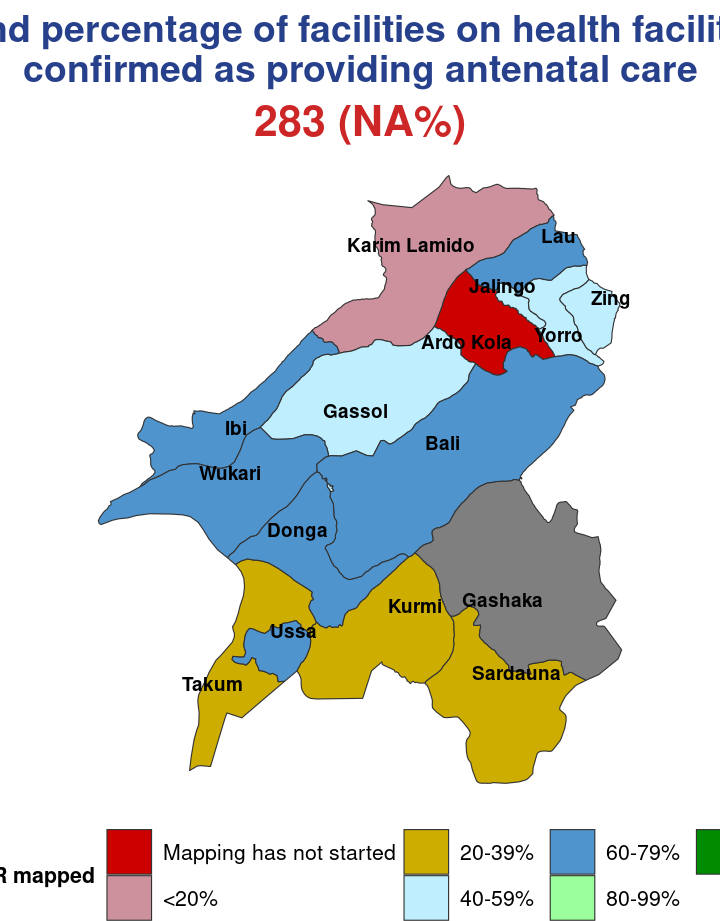 percentage of facilities on health
confirmed as providing antenatal care
283 (NA%)
Karim Lamido
Lau
Jalingo
Zing
Ardo Kola
Yorro
Gassol
Ibi
Bali
Wukari
Donga
Gashaka
Kurmi
Ussa
Sardauna
Takum
mapped
Mapping has not started
20-39%
60-79%
<20%
40-59%
80-99%